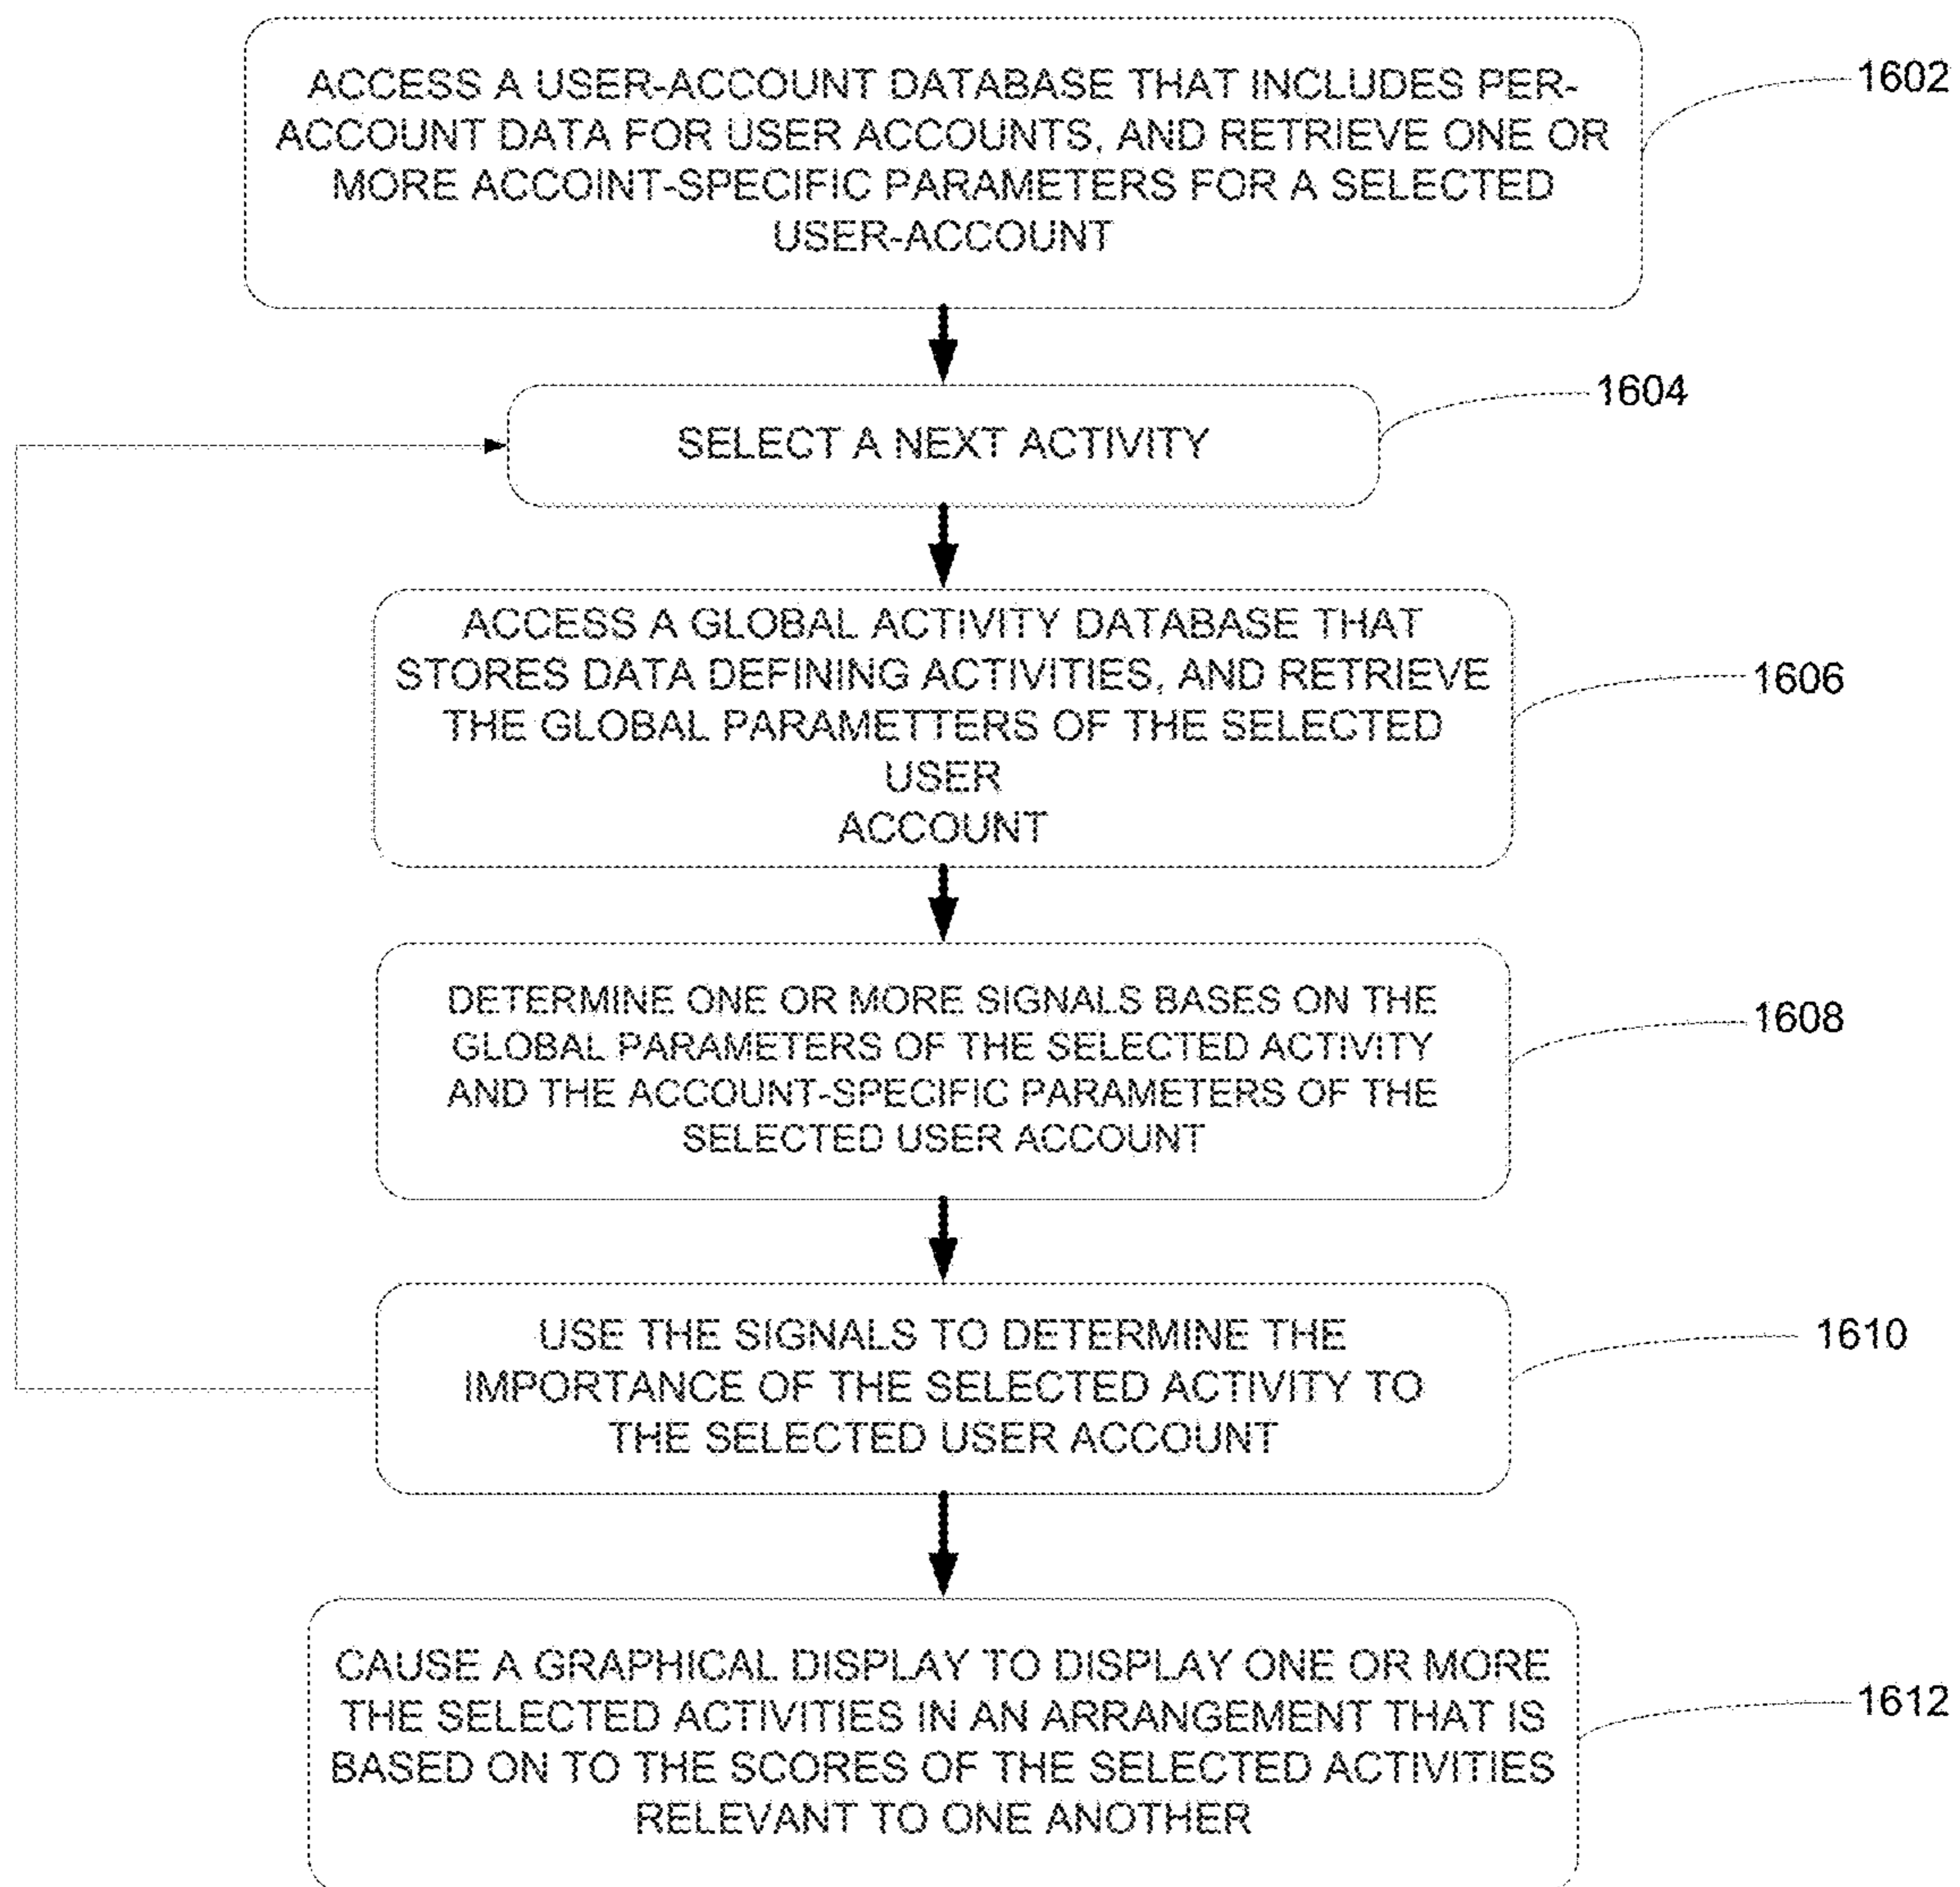 ACCESS A USER-ACCOUNT DATABASE THAT INCLUDES PER-
ACCOUNT DATA FOR USER ACCOUNTS, AND RETRIEVE ONE OR
MORE ACCOINT-SPECIFIC PARAMETERS FOR A SELECTED
USER-ACCOUNT
1602
SELECT A NEXT ACTIVITY
1604
ACCESS A GLOBAL ACTIVITY DATABASE THAT
STORES DATA DEFINING ACTIVITIES, AND RETRIEVE
THE GLOBAL PARAMETTERS OF THE SELECTED
USER
ACCOUNT
1606
DETERMINE ONE OR MORE SIGNALS BASES ON THE
GLOBAL PARAMETERS OF THE SELECTED ACTIVITY
AND THE ACCOUNT-SPECIFIC PARAMETERS OF THE
SELECTED USER ACCOUNT
1608
USE THE SIGNALS TO DETERMINE THE
IMPORTANCE OF THE SELECTED ACTIVITY TO
THE SELECTED USER ACCOUNT
1610
CAUSE A GRAPHICAL DISPLAY TO DISPLAY ONE OR MORE
THE SELECTED ACTIVITIES IN AN ARRANGEMENT THAT IS
BASED ON TO THE SCORES OF THE SELECTED ACTIVITIES
RELEVANT TO ONE ANOTHER
1612